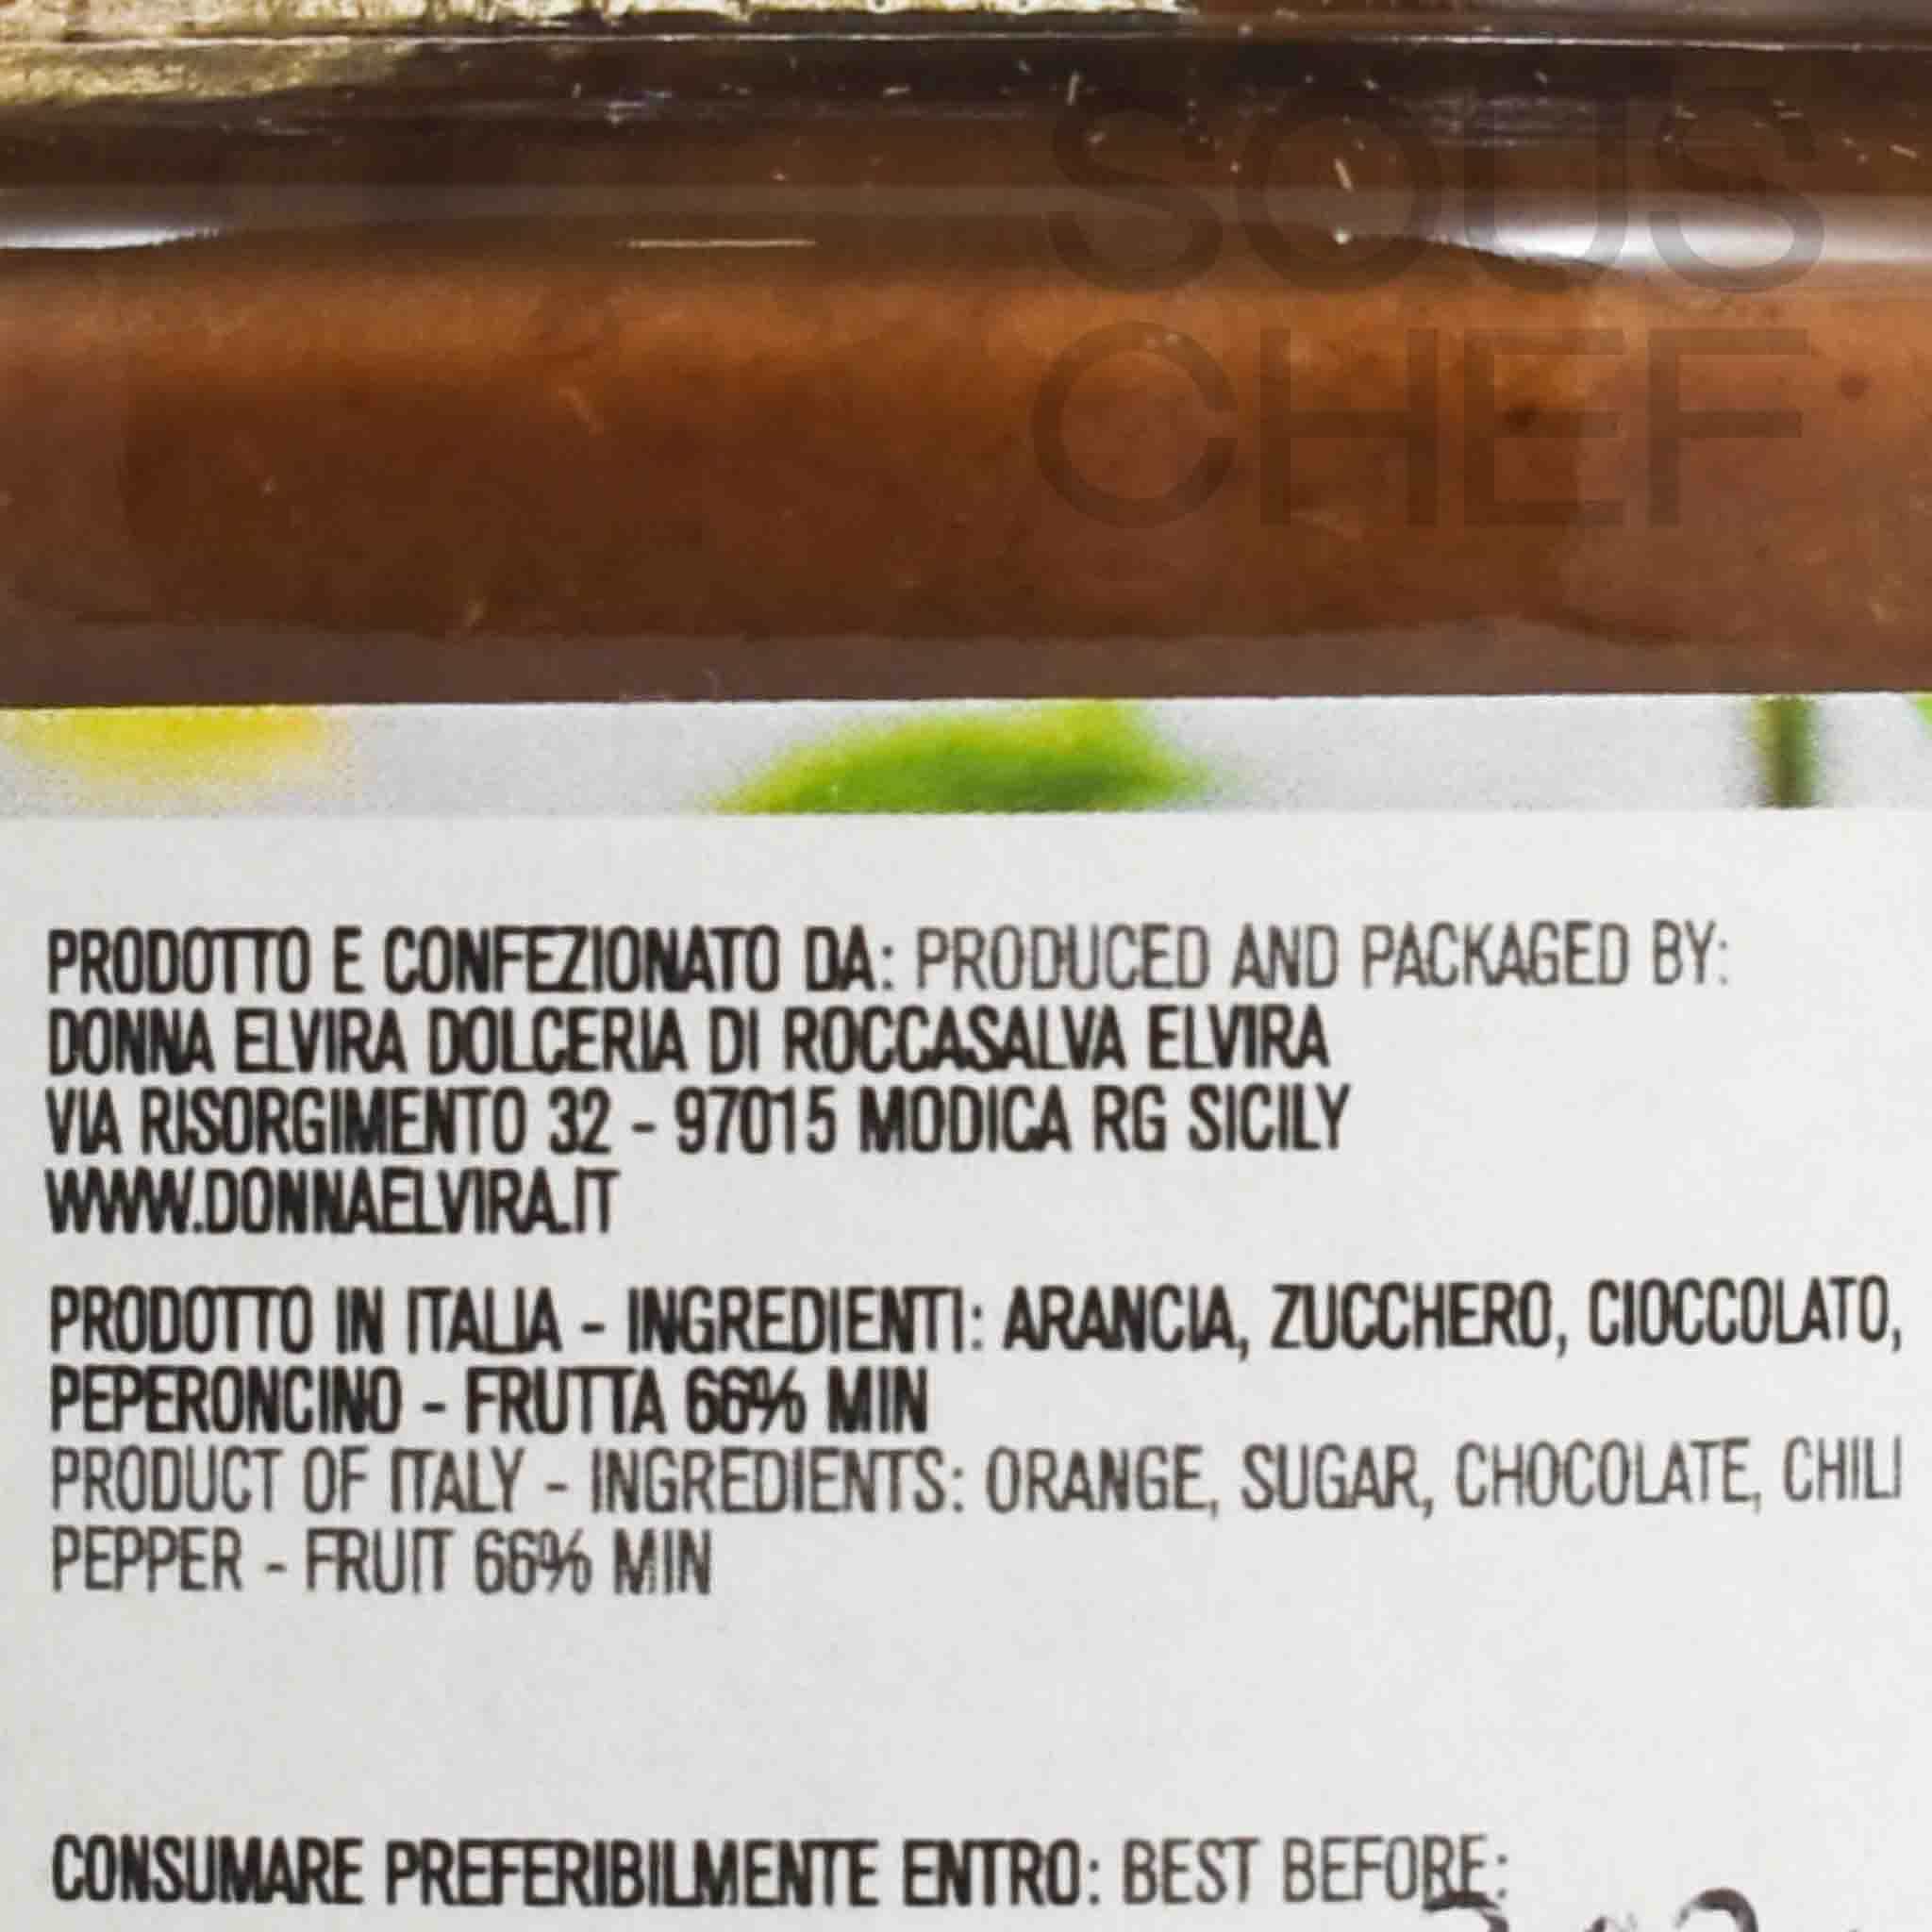 SOUS
CHEF
PRODOTTO E CONFEZIONATO DA: PRODUCED AND PACKAGED BY:
DONNA ELVIRA DOLCERIA DI ROCCASALVA ELVIRA
VIA RISORGIMENTO 32 - 97015 MODICA RG SICILY
WWW.DONNAELVIRA.IT
PRODOTTO IN ITALIA - INGREDIENTI: ARANCIA, ZUCCHERO, CIOCCOLATO,
PEPERONCINO - FRUTTA 66% MIN
PRODUCT OF ITALY - INGREDIENTS: ORANGE, SUGAR, CHOCOLATE, CHILI
PEPPER - FRUIT 66% MIN
CONSUMARE PREFERIBILMENTE ENTRO: BEST BEFORE: